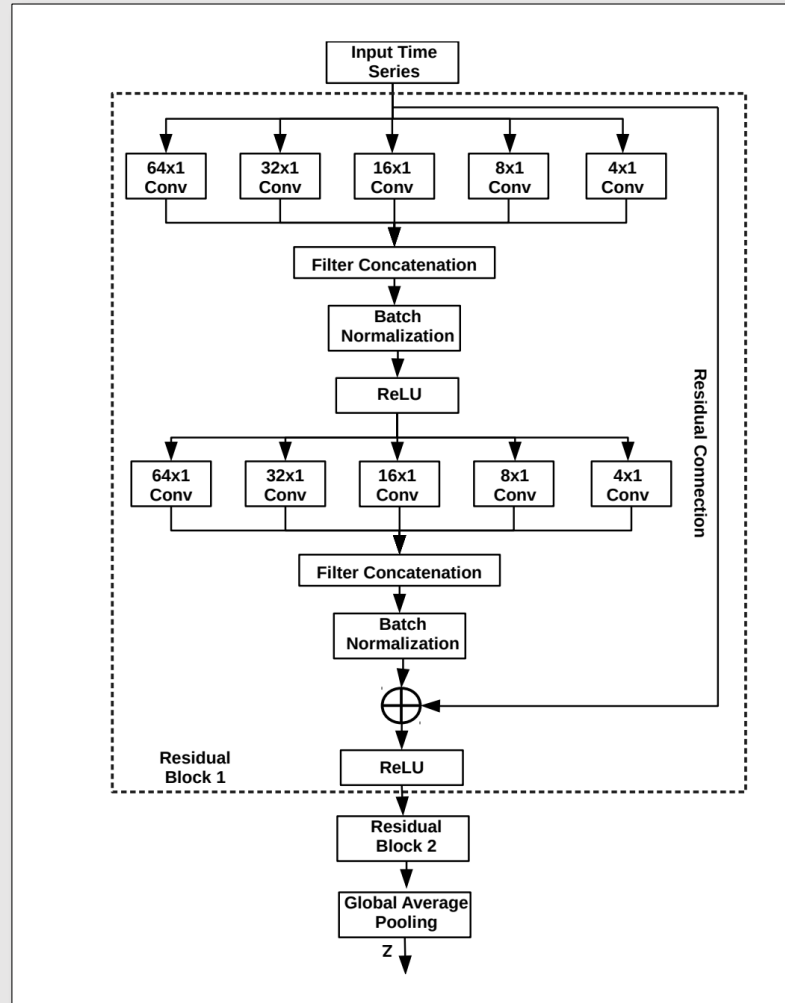 Input Time
Series
64x1
Conv
32x1
Conv
16x1
Conv
8x1
Conv
4x1
Conv
Filter Concatenation
Batch
Normalization
ReLU
Residual Connection
64x1
Conv
32x1
Conv
16x1
Conv
8x1
Conv
4x1
Conv
Filter Concatenation
Batch
Normalization
Residual
Block 1
ReLU
Residual
Block 2
Global Average
Pooling
Z